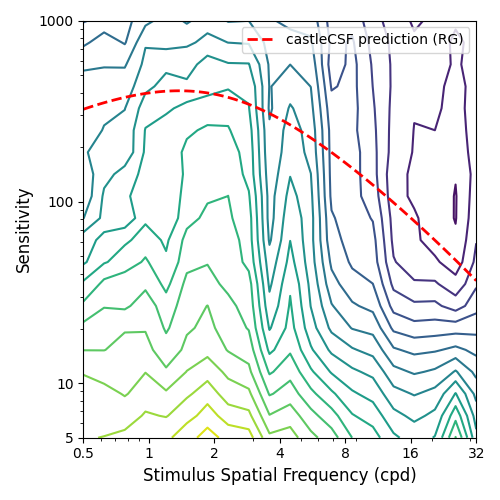 castleCSF prediction (RG)
1000
100
10
5
Sensitivity
0.5 1 2 4 8 16 32
Stimulus Spatial Frequency (cpd)